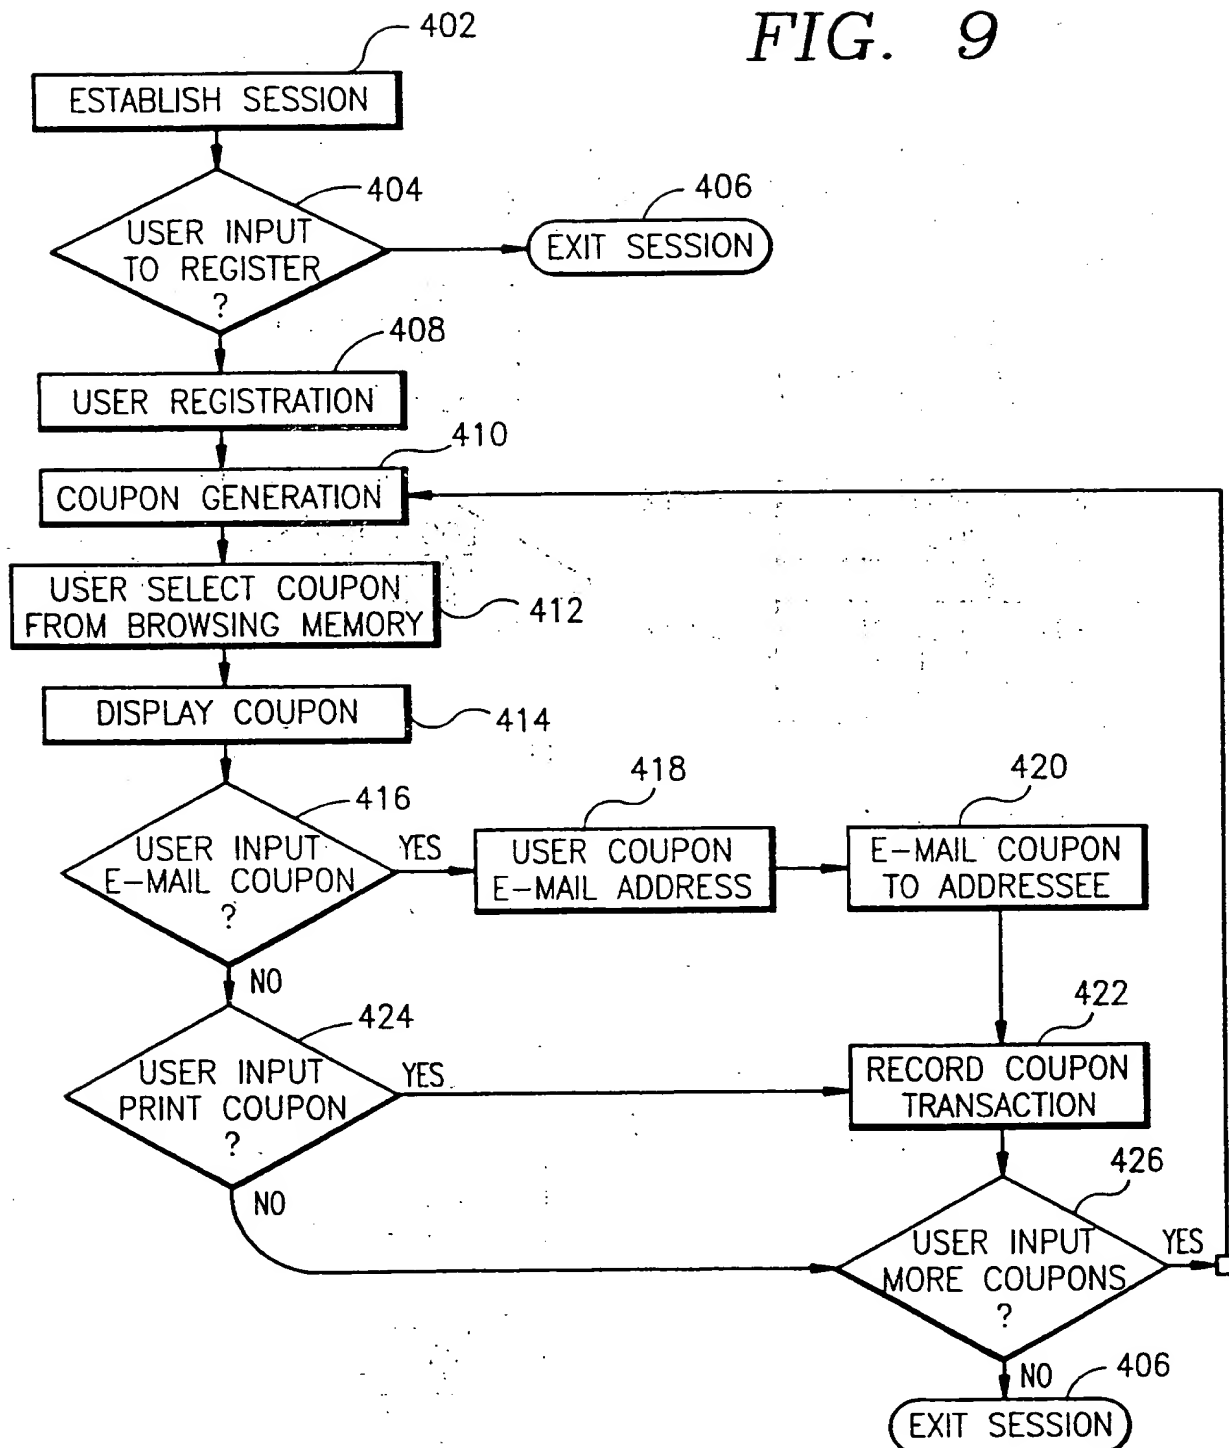 FIG. 9
402
ESTABLISH SESSION
404
USER INPUT
TO REGISTER
?
406
EXIT SESSION
408
USER REGISTRATION
410
COUPON GENERATION
USER SELECT COUPON
FROM BROWSING MEMORY
412
DISPLAY COUPON
414
416
USER INPUT
E-MAIL COUPON
?
YES
418
USER COUPON
E-MAIL ADDRESS
420
E-MAIL COUPON
TO ADDRESSEE
NO
424
USER INPUT
PRINT COUPON
?
YES
422
RECORD COUPON
TRANSACTION
NO
426
USER INPUT
MORE COUPONS
?
YES
NO
406
EXIT SESSION